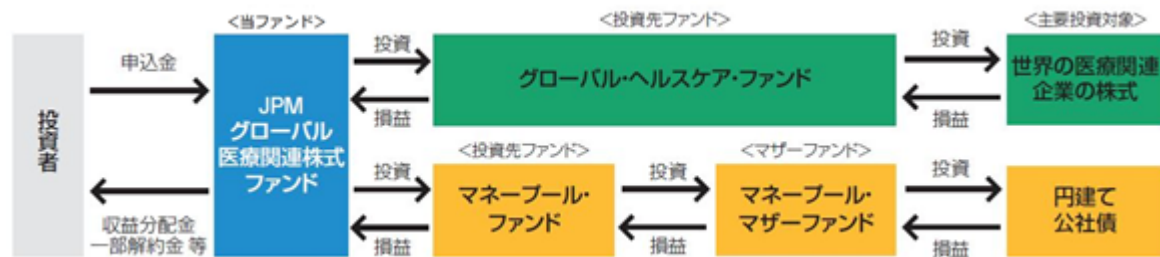 <当ファンド>
<投資先ファンド>
<主要投資対象>
投資者
申込金
収益分配金
一部解約金 等
JPM
グローバル
医療関連株式
ファンド
投資
損益
グローバル・ヘルスケア・ファンド
投資
損益
世界の医療関連
企業の株式
<投資先ファンド>
<マザーファンド>
投資
損益
マネープール・
ファンド
投資
損益
マネープール・
マザーファンド
投資
損益
円建て
公社債